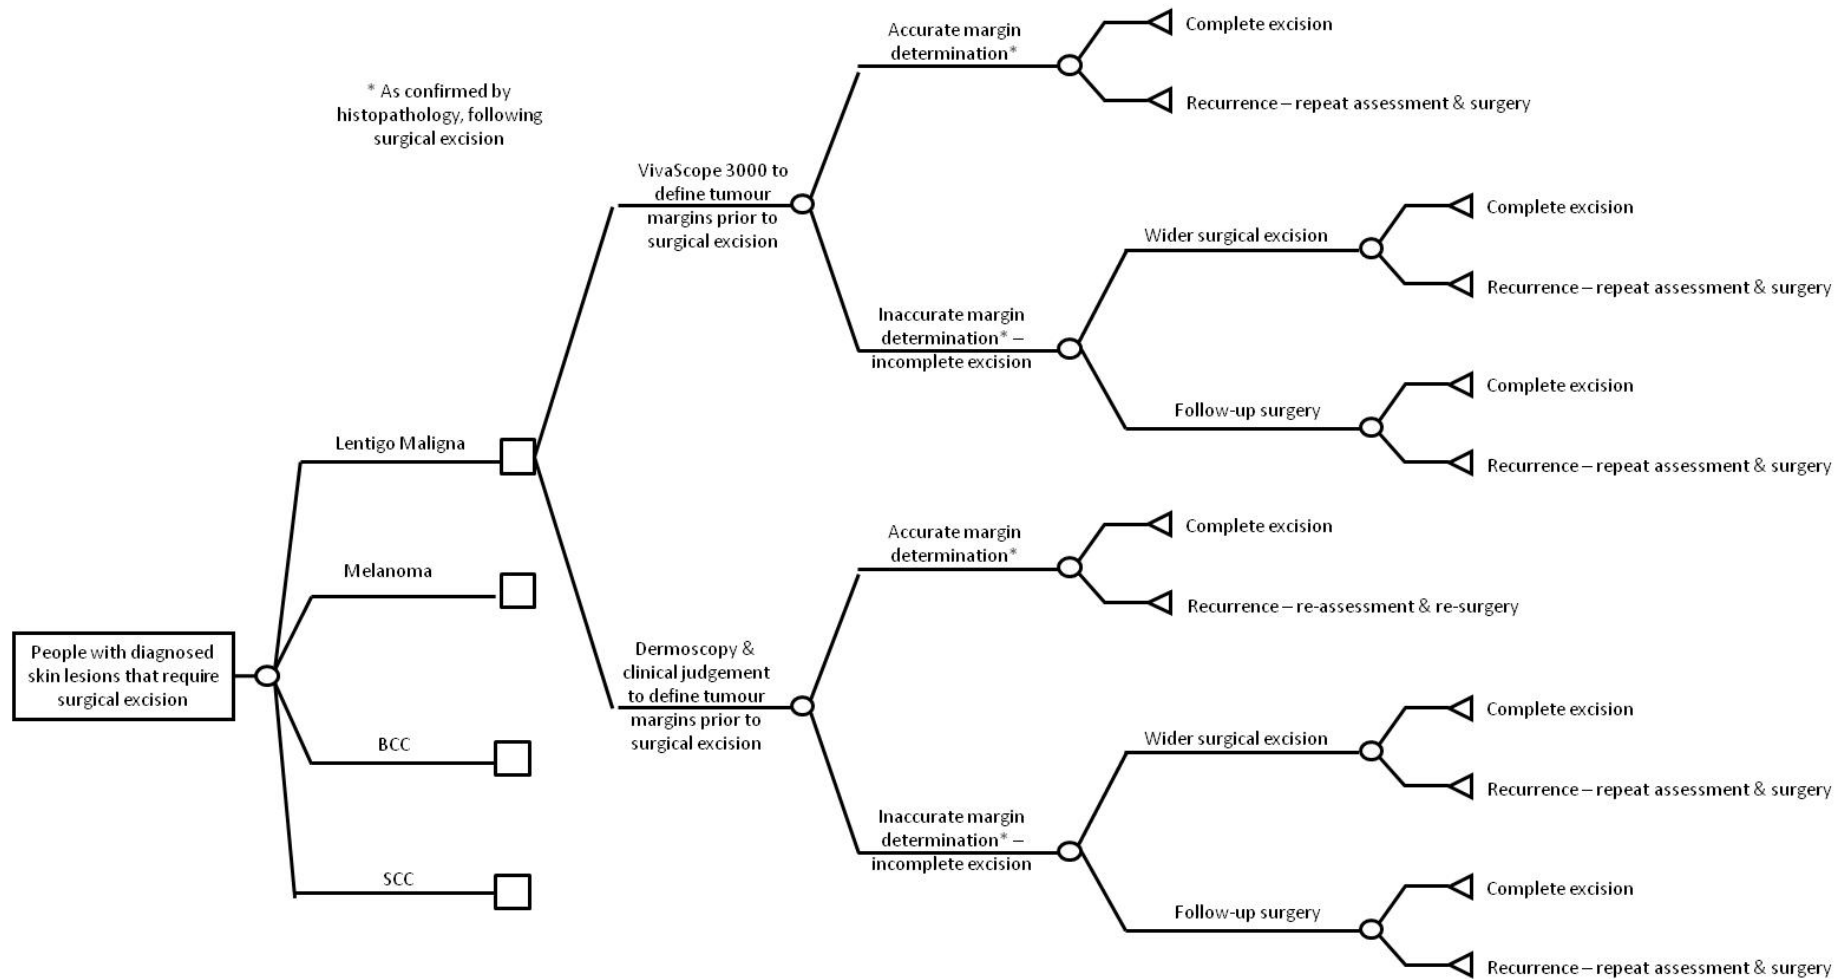 * As confirmed by
histopathology, following
surgical excision
People with diagnosed
skin lesions that require
surgical excision
Lentigo Maligna
Melanoma
BCC
SCC
VivaScope 3000 to
define tumour
margins prior to
surgical excision
Accurate margin
determination*
Complete excision
Recurrence – repeat assessment & surgery
Inaccurate margin
determination* –
incomplete excision
Wider surgical excision
Complete excision
Recurrence – repeat assessment & surgery
Follow-up surgery
Complete excision
Recurrence – repeat assessment & surgery
Dermoscopy &
clinical judgement
to define tumour
margins prior to
surgical excision
Accurate margin
determination*
Complete excision
Recurrence – re-assessment & re-surgery
Inaccurate margin
determination* –
incomplete excision
Wider surgical excision
Complete excision
Recurrence – repeat assessment & surgery
Follow-up surgery
Complete excision
Recurrence – repeat assessment & surgery